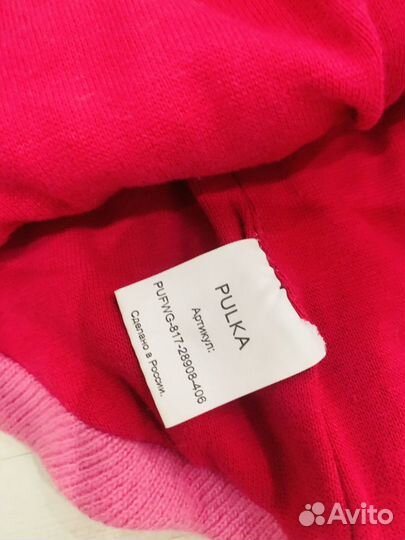 PULKA
Артикул:
PUFWG-817-28908-406
Сделано в России.
Avito